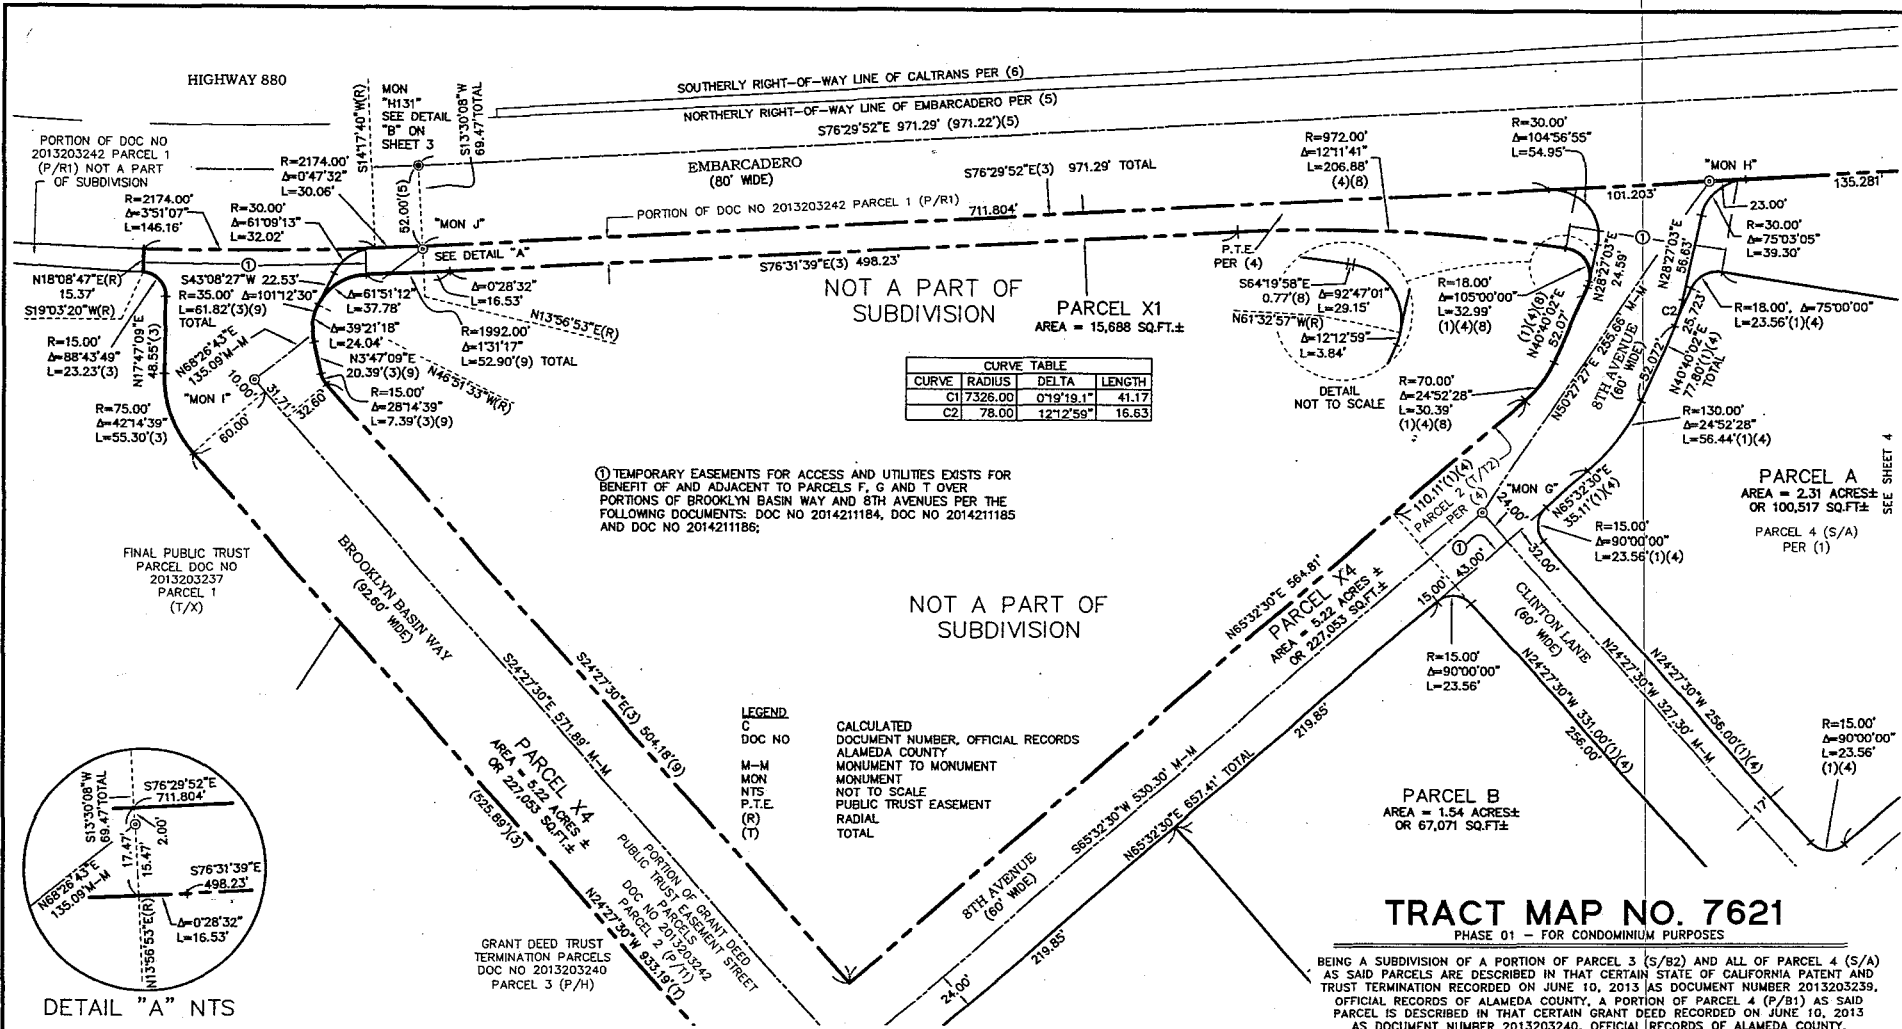 HIGHWAY 880
PORTION OF DOC NO
2013203242 PARCEL 1
(P/R1) NOT A PART
OF SUBDIVISION
R=2174.00'
Δ=3°51'07"
L=146.16'
R=2174.00'
Δ=0°47'32"
L=30.06'
R=30.00'
Δ=61°09'13"
L=32.02'
S14°17'40"W(R)
MON
"H131"
SEE DETAIL
"B" ON
SHEET 3
S13°30'08"W
69.47'TOTAL
52.00'(5)
"MON J"
SEE DETAIL "A"
SOUTHERLY RIGHT-OF-WAY LINE OF CALTRANS PER (6)
NORTHERLY RIGHT-OF-WAY LINE OF EMBARCADERO PER (5)
S76°29'52"E 971.29' (971.22')(5)
EMBARCADERO
(80' WIDE)
S76°29'52"E(3) 971.29' TOTAL
PORTION OF DOC NO 2013203242 PARCEL 1 (P/R1)
711.804'
S76°31'39"E(3) 498.23'
R=972.00'
Δ=12°11'41"
L=206.88'
(4)(8)
R=30.00'
Δ=104°56'55"
L=54.95'
"MON H"
101.203'
135.281'
23.00'
R=30.00'
Δ=75°03'05"
L=39.30'
N18°08'47"E(R)
15.37'
S19°03'20"W(R)
R=15.00'
Δ=88°43'49"
L=23.23'(3)
N17°47'09"E
48.55'(3)
R=75.00'
Δ=42°14'39"
L=55.30'(3)
S43°08'27"W 22.53'
R=35.00' Δ=101°12'30"
L=61.82'(3)(9)
TOTAL
Δ=61°51'12"
L=37.78'
Δ=39°21'18"
L=24.04'
N3°47'09"E
20.39'(3)(9)
R=15.00'
Δ=28°14'39"
L=7.39'(3)(9)
Δ=0°28'32"
L=16.53'
R=1992.00'
Δ=1°31'17"
L=52.90'(9) TOTAL
N13°56'53"E(R)
N46°51'33"W(R)
N68°26'43"E
135.09'M-M
"MON I"
10.00'
31.71'
32.60'
60.00'
NOT A PART OF
SUBDIVISION
PARCEL X1
AREA = 15,688 SQ.FT.±
CURVE TABLE
CURVE RADIUS DELTA LENGTH
C1 7326.00 0°19'19.1" 41.17
C2 78.00 12°12'59" 16.63
P.T.E.
PER (4)
S64°19'58"E
0.77'(8)
N61°32'57"W(R)
Δ=92°47'01"
L=29.15'
Δ=12°12'59"
L=3.84'
DETAIL
NOT TO SCALE
R=18.00'
Δ=105°00'00"
L=32.99'
(1)(4)(8)
N28°27'03"E
24.59'
N28°27'03"E
56.63'
(1)(4)(8)
N40°40'02"E
52.07'
N50°27'27"E 255.68' M-M
8TH AVENUE
(60' WIDE)
C2
25.723'
52.072'
N40°40'02"E
77.80'(1)(4)
TOTAL
R=18.00', Δ=75°00'00"
L=23.56'(1)(4)
R=70.00'
Δ=24°52'28"
L=30.39'
(1)(4)(8)
R=130.00'
Δ=24°52'28"
L=56.44'(1)(4)
PARCEL A
AREA = 2.31 ACRES±
OR 100,517 SQ.FT±
PARCEL 4 (S/A)
PER (1)
SEE SHEET 4
① TEMPORARY EASEMENTS FOR ACCESS AND UTILITIES EXISTS FOR
BENEFIT OF AND ADJACENT TO PARCELS F, G AND T OVER
PORTIONS OF BROOKLYN BASIN WAY AND 8TH AVENUES PER THE
FOLLOWING DOCUMENTS: DOC NO 2014211184, DOC NO 2014211185
AND DOC NO 2014211186;
110.11'(1)(4)
PARCEL 2 (T/T2)
PER (4)
"MON G"
24.00'
N65°32'30"E
35.11'(1)(4)
R=15.00'
Δ=90°00'00"
L=23.56'(1)(4)
32.00'
43.00'
15.00'
FINAL PUBLIC TRUST
PARCEL DOC NO
2013203237
PARCEL 1
(T/X)
BROOKLYN BASIN WAY
(92.60' WIDE)
S24°27'30"E 571.89' M-M
S24°27'30"E(3) 504.18'(9)
NOT A PART OF
SUBDIVISION
N65°32'30"E 564.81'
PARCEL X4
AREA = 5.22 ACRES ±
OR 227,053 SQ.FT.±
CLINTON LANE
(60' WIDE)
R=15.00'
Δ=90°00'00"
L=23.56'
N24°27'30"W 256.00'(1)(4)
N24°27'30"W 327.30' M-M
N24°27'30"W 331.00'(1)(4)
256.00'
17'
R=15.00'
Δ=90°00'00"
L=23.56'
(1)(4)
LEGEND
C CALCULATED
DOC NO DOCUMENT NUMBER, OFFICIAL RECORDS
ALAMEDA COUNTY
M-M MONUMENT TO MONUMENT
MON MONUMENT
NTS NOT TO SCALE
P.T.E. PUBLIC TRUST EASEMENT
(R) RADIAL
(T) TOTAL
PARCEL X4
AREA = 5.22 ACRES ±
OR 227,053 SQ.FT.±
(525.69')(3)
N24°27'30"W 933.19'(T)
PORTION OF GRANT DEED
PUBLIC TRUST EASEMENT STREET
PARCELS
DOC NO 2013203242
PARCEL 2 (P/T1)
GRANT DEED TRUST
TERMINATION PARCELS
DOC NO 2013203240
PARCEL 3 (P/H)
8TH AVENUE
(60' WIDE)
S65°32'30"W 530.30' M-M
N65°32'30"E 657.41' TOTAL
219.85'
219.85'
24.00'
PARCEL B
AREA = 1.54 ACRES±
OR 67,071 SQ.FT±
S13°30'08"W
69.47'TOTAL
S76°29'52"E
711.804'
2.00'
17.47'
15.47'
N68°26'43"E
135.09'M-M
S76°31'39"E
498.23'
Δ=0°28'32"
L=16.53'
N13°56'53"E(R)
DETAIL "A" NTS
TRACT MAP NO. 7621
PHASE 01 – FOR CONDOMINIUM PURPOSES
BEING A SUBDIVISION OF A PORTION OF PARCEL 3 (S/B2) AND ALL OF PARCEL 4 (S/A)
AS SAID PARCELS ARE DESCRIBED IN THAT CERTAIN STATE OF CALIFORNIA PATENT AND
TRUST TERMINATION RECORDED ON JUNE 10, 2013 AS DOCUMENT NUMBER 2013203239,
OFFICIAL RECORDS OF ALAMEDA COUNTY, A PORTION OF PARCEL 4 (P/B1) AS SAID
PARCEL IS DESCRIBED IN THAT CERTAIN GRANT DEED RECORDED ON JUNE 10, 2013
AS DOCUMENT NUMBER 2013203240, OFFICIAL RECORDS OF ALAMEDA COUNTY,